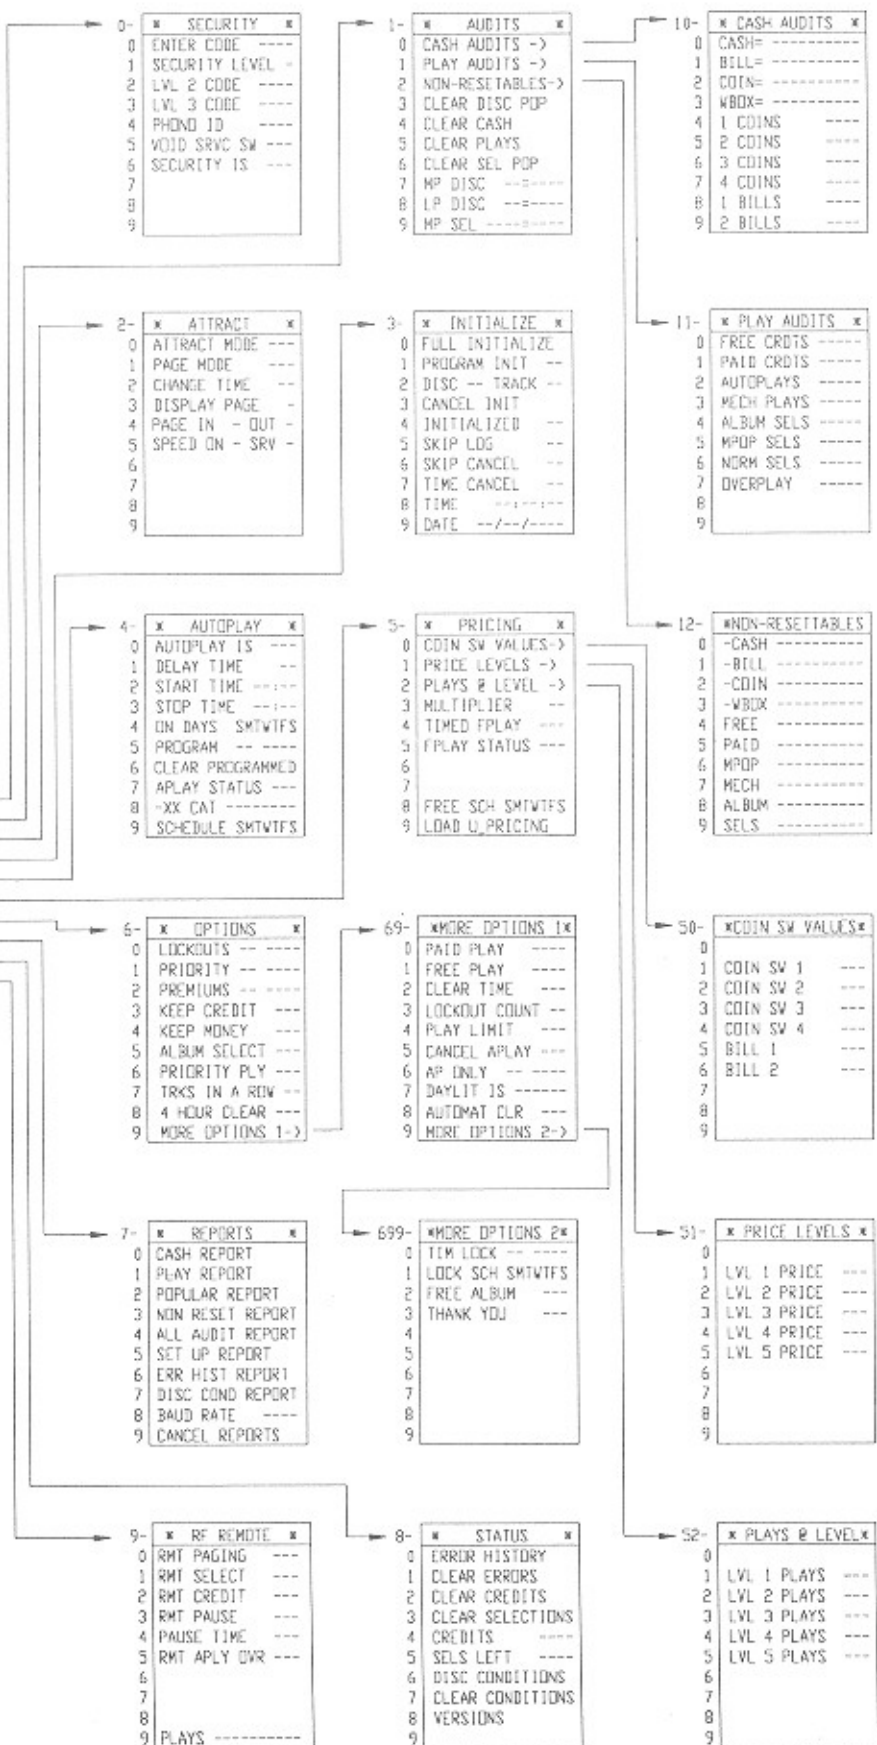 0- * SECURITY *
0 ENTER CODE ----
1 SECURITY LEVEL -
2 LVL 2 CODE ----
3 LVL 3 CODE ----
4 PHONO ID ----
5 VOID SRVC SW ---
6 SECURITY IS ---
7
8
9
1- * AUDITS *
0 CASH AUDITS ->
1 PLAY AUDITS ->
2 NON-RESETABLES->
3 CLEAR DISC POP
4 CLEAR CASH
5 CLEAR PLAYS
6 CLEAR SEL POP
7 MP DISC --=----
8 LP DISC --=----
9 MP SEL ----=----
10- * CASH AUDITS *
0 CASH= ----------
1 BILL= ----------
2 COIN= ----------
3 WBOX= ----------
4 1 COINS ----
5 2 COINS ----
6 3 COINS ----
7 4 COINS ----
8 1 BILLS ----
9 2 BILLS ----
2- * ATTRACT *
0 ATTRACT MODE ---
1 PAGE MODE ---
2 CHANGE TIME --
3 DISPLAY PAGE -
4 PAGE IN - OUT -
5 SPEED ON - SRV -
6
7
8
9
3- * INITIALIZE *
0 FULL INITIALIZE
1 PROGRAM INIT --
2 DISC -- TRACK --
3 CANCEL INIT
4 INITIALIZED --
5 SKIP LOG --
6 SKIP CANCEL --
7 TIME CANCEL --
8 TIME --:--:--
9 DATE --/--/----
11- * PLAY AUDITS *
0 FREE CRDTS -----
1 PAID CRDTS -----
2 AUTOPLAYS -----
3 MECH PLAYS -----
4 ALBUM SELS -----
5 MPOP SELS -----
6 NORM SELS -----
7 OVERPLAY -----
8
9
4- * AUTOPLAY *
0 AUTOPLAY IS ---
1 DELAY TIME --
2 START TIME --:--
3 STOP TIME --:--
4 ON DAYS SMTWTFS
5 PROGRAM -- ----
6 CLEAR PROGRAMMED
7 APLAY STATUS ---
8 -XX CAT --------
9 SCHEDULE SMTWTFS
5- * PRICING *
0 COIN SW VALUES->
1 PRICE LEVELS ->
2 PLAYS @ LEVEL ->
3 MULTIPLIER --
4 TIMED FPLAY ---
5 FPLAY STATUS ---
6
7
8 FREE SCH SMTWTFS
9 LOAD U_PRICING
12- *NON-RESETTABLES
0 -CASH ----------
1 -BILL ----------
2 -COIN ----------
3 -WBOX ----------
4 FREE ----------
5 PAID ----------
6 MPOP ----------
7 MECH ----------
8 ALBUM ----------
9 SELS ----------
6- * OPTIONS *
0 LOCKOUTS -- ----
1 PRIORITY -- ----
2 PREMIUMS -- ----
3 KEEP CREDIT ----
4 KEEP MONEY ----
5 ALBUM SELECT ---
6 PRIORITY PLY ---
7 TRKS IN A ROW --
8 4 HOUR CLEAR ---
9 MORE OPTIONS 1->
69- *MORE OPTIONS 1*
0 PAID PLAY ----
1 FREE PLAY ----
2 CLEAR TIME ---
3 LOCKOUT COUNT --
4 PLAY LIMIT ---
5 CANCEL APLAY ---
6 AP ONLY -- ----
7 DAYLIT IS ------
8 AUTOMAT CLR ---
9 MORE OPTIONS 2->
50- *COIN SW VALUES*
0
1 COIN SW 1 ---
2 COIN SW 2 ---
3 COIN SW 3 ---
4 COIN SW 4 ---
5 BILL 1 ---
6 BILL 2 ---
7
8
9
7- * REPORTS *
0 CASH REPORT
1 PLAY REPORT
2 POPULAR REPORT
3 NON RESET REPORT
4 ALL AUDIT REPORT
5 SET UP REPORT
6 ERR HIST REPORT
7 DISC COND REPORT
8 BAUD RATE ----
9 CANCEL REPORTS
699- *MORE OPTIONS 2*
0 TIM LOCK -- ----
1 LOCK SCH SMTWTFS
2 FREE ALBUM ---
3 THANK YOU ---
4
5
6
7
8
9
51- * PRICE LEVELS *
0
1 LVL 1 PRICE ---
2 LVL 2 PRICE ---
3 LVL 3 PRICE ---
4 LVL 4 PRICE ---
5 LVL 5 PRICE ---
6
7
8
9
9- * RF REMOTE *
0 RMT PAGING ---
1 RMT SELECT ---
2 RMT CREDIT ---
3 RMT PAUSE ---
4 PAUSE TIME ---
5 RMT APLY OVR ---
6
7
8
9 PLAYS ----------
8- * STATUS *
0 ERROR HISTORY
1 CLEAR ERRORS
2 CLEAR CREDITS
3 CLEAR SELECTIONS
4 CREDITS ----
5 SELS LEFT ----
6 DISC CONDITIONS
7 CLEAR CONDITIONS
8 VERSIONS
9
52- * PLAYS @ LEVEL*
0
1 LVL 1 PLAYS ---
2 LVL 2 PLAYS ---
3 LVL 3 PLAYS ---
4 LVL 4 PLAYS ---
5 LVL 5 PLAYS ---
6
7
8
9